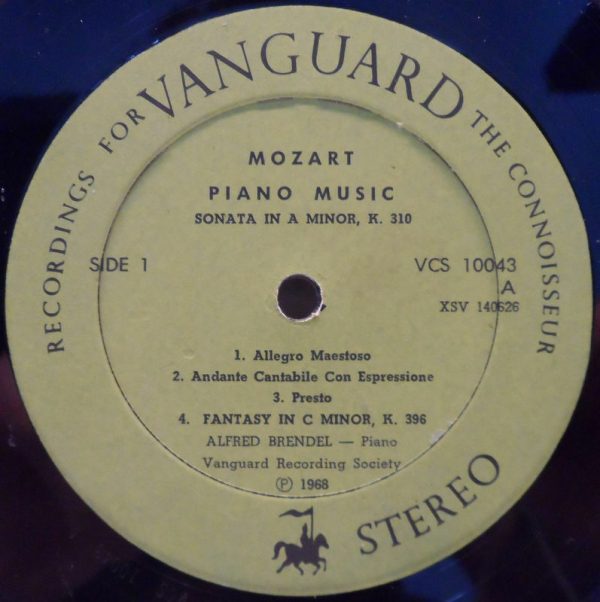 RECORDINGS FOR VANGUARD THE CONNOISSEUR
MOZART
PIANO MUSIC
SONATA IN A MINOR, K. 310
SIDE 1
VCS 10043
A
XSV 140626
1. Allegro Maestoso
2. Andante Cantabile Con Espressione
3. Presto
4. FANTASY IN C MINOR, K. 396
ALFRED BRENDEL — Piano
Vanguard Recording Society
℗ 1968
STEREO